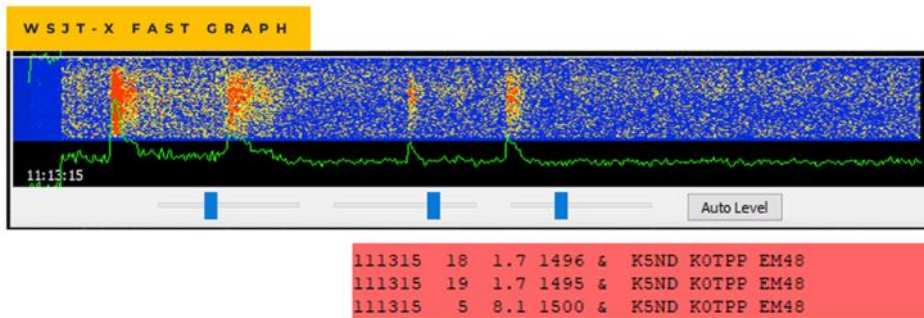 WSJT-X FAST GRAPH
11:13:15
Auto Level
111315 18 1.7 1496 & K5ND K0TPP EM48
111315 19 1.7 1495 & K5ND K0TPP EM48
111315 5 8.1 1500 & K5ND K0TPP EM48